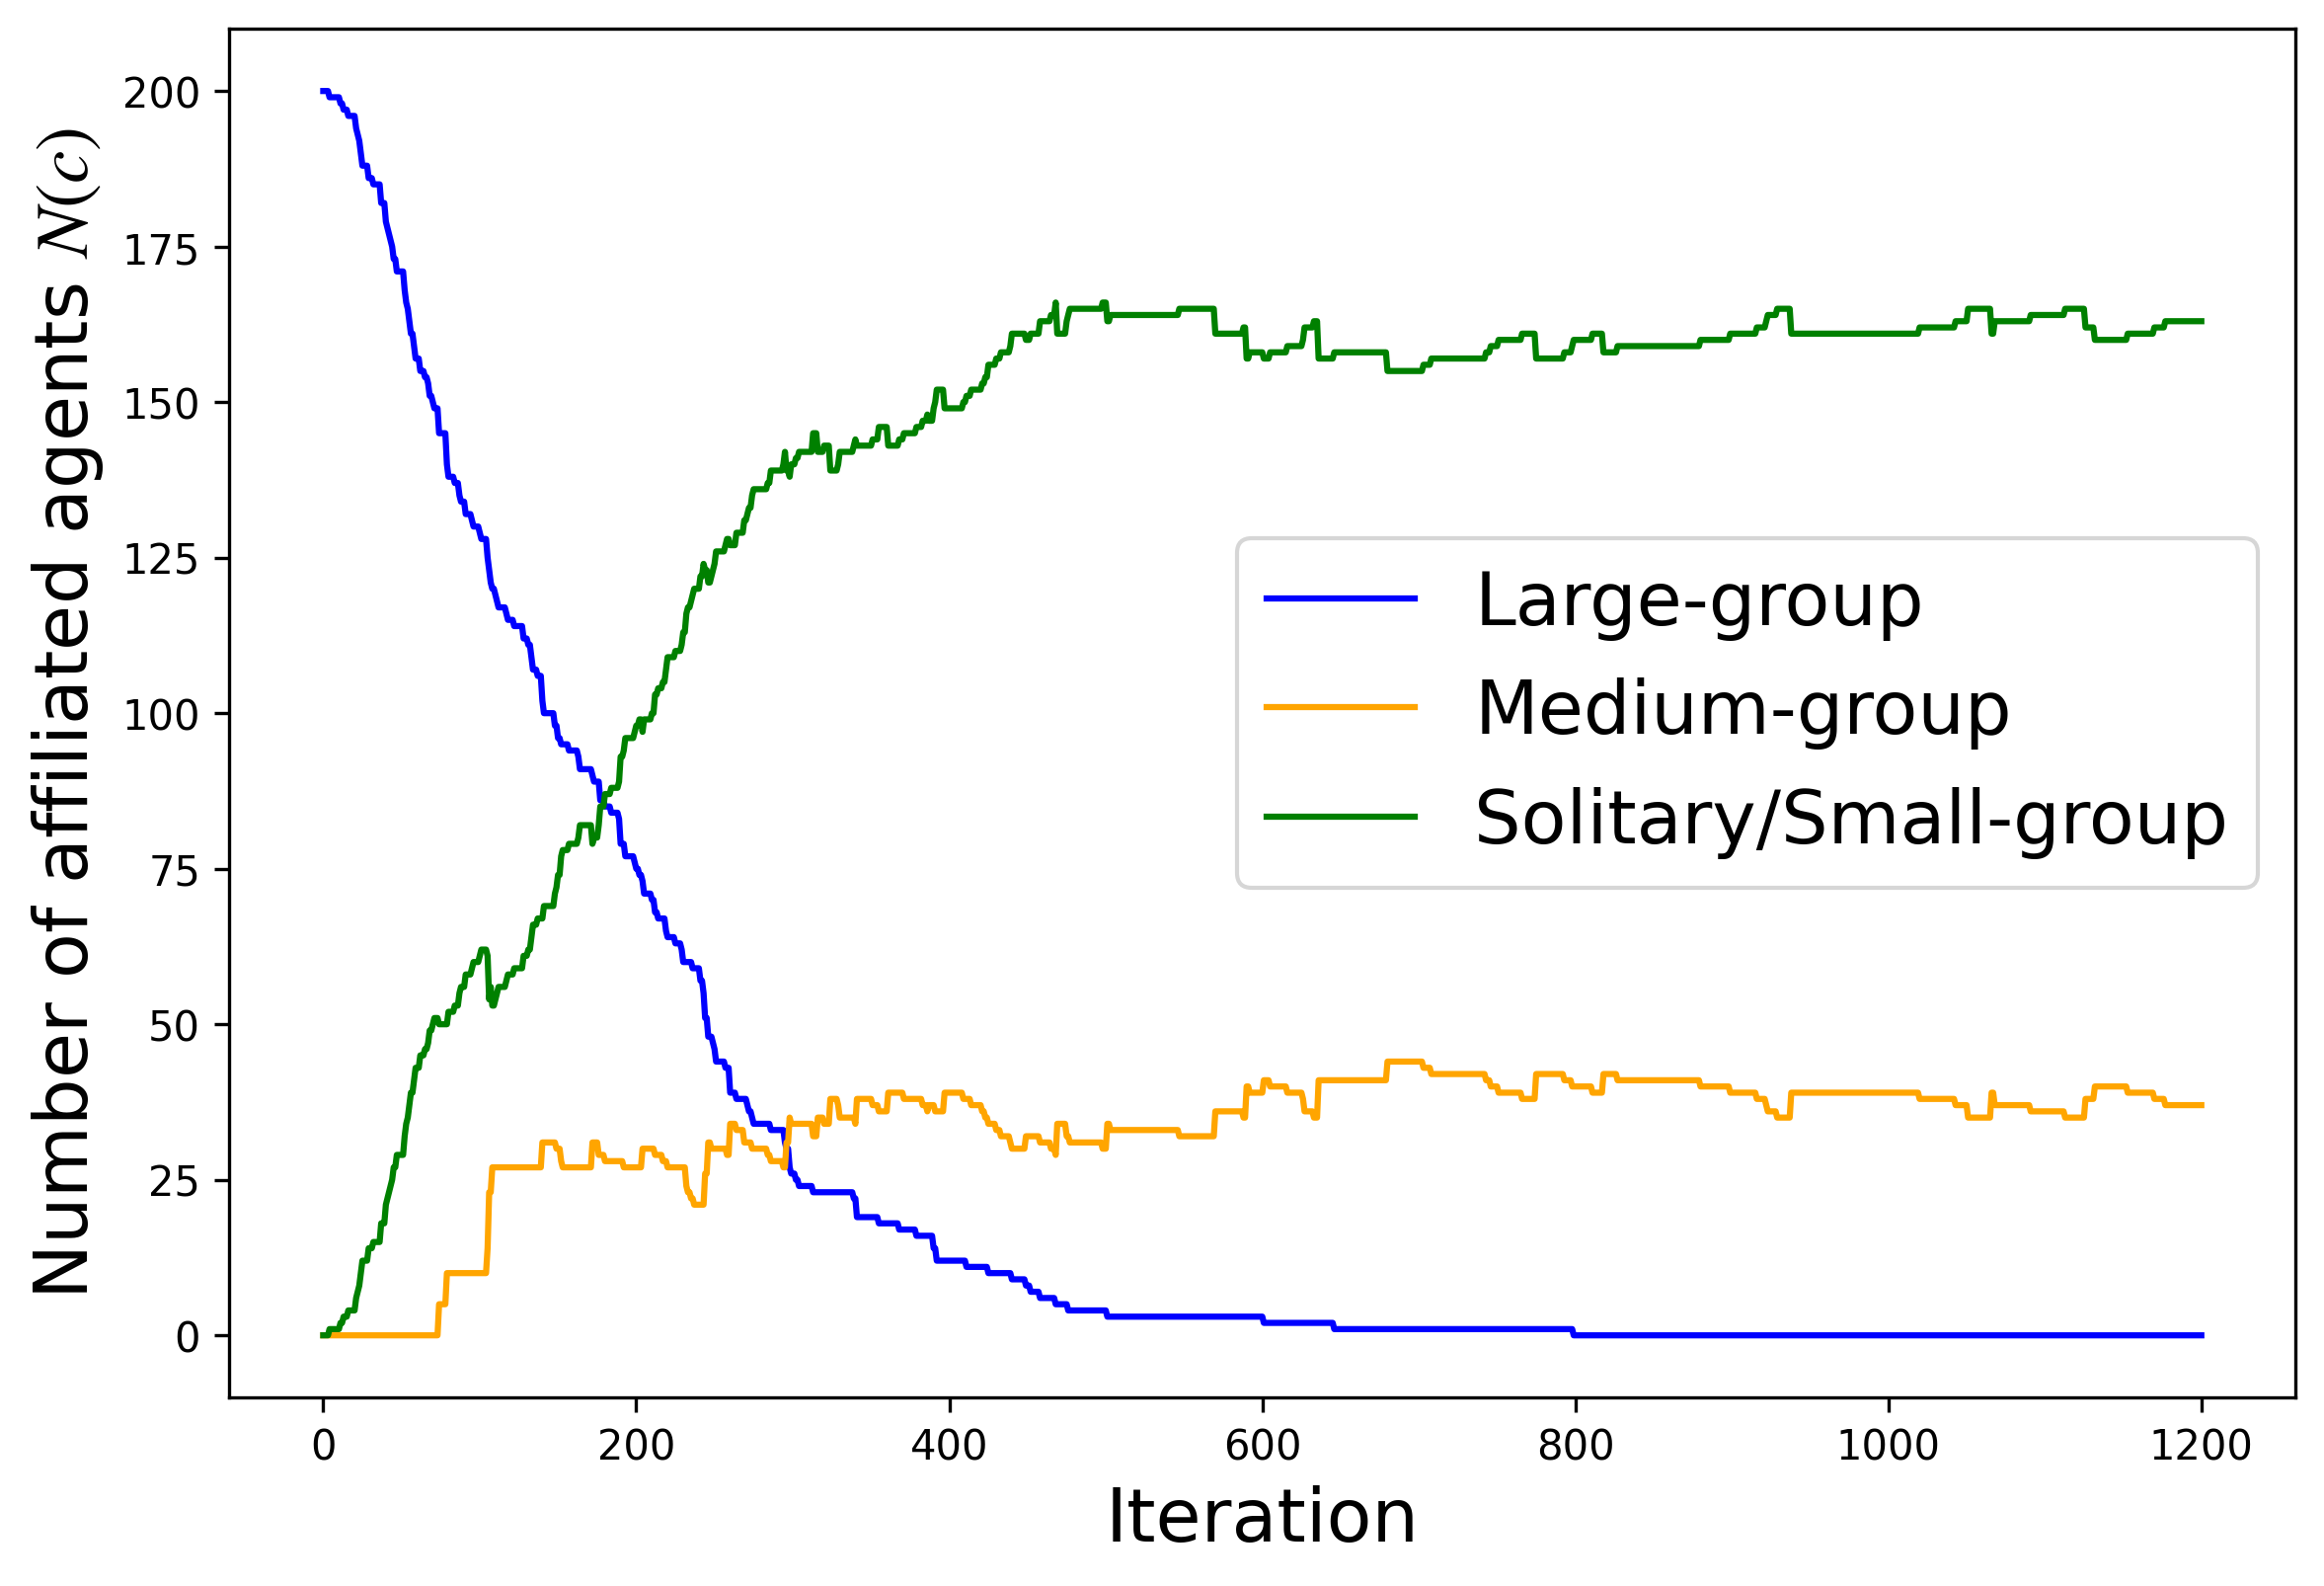 Number of affiliated agents N(c)
200
175
150
125
100
75
50
25
0
Large-group
Medium-group
Solitary/Small-group
0 200 400 600 800 1000 1200
Iteration